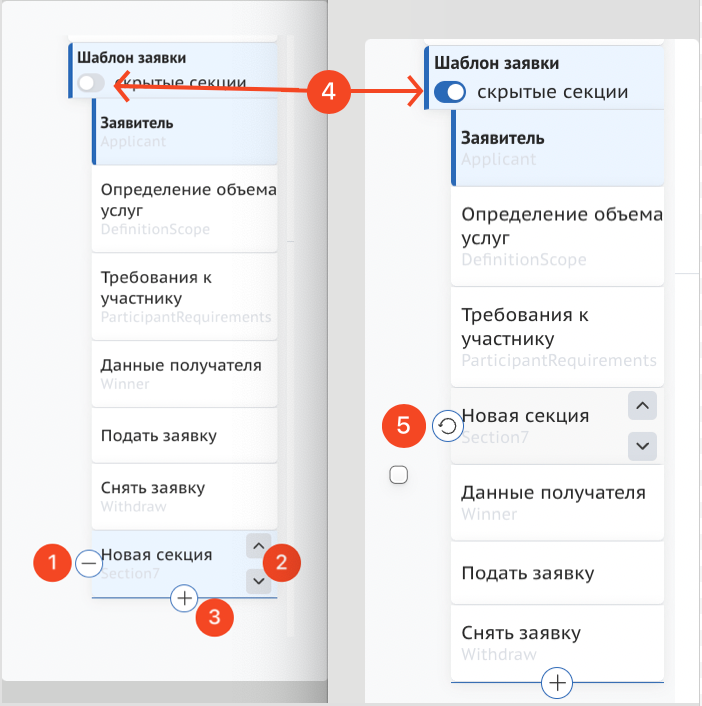 Шаблон заявки
скрытые секции
Заявитель
Applicant
Определение объема
услуг
DefinitionScope
Требования к
участнику
ParticipantRequirements
Данные получателя
Winner
Подать заявку
Снять заявку
Withdraw
1
Новая секция
Section7
2
3
4
Шаблон заявки
скрытые секции
Заявитель
Applicant
Определение объема
услуг
DefinitionScope
Требования к
участнику
ParticipantRequirements
5
Новая секция
Section7
Данные получателя
Winner
Подать заявку
Снять заявку
Withdraw